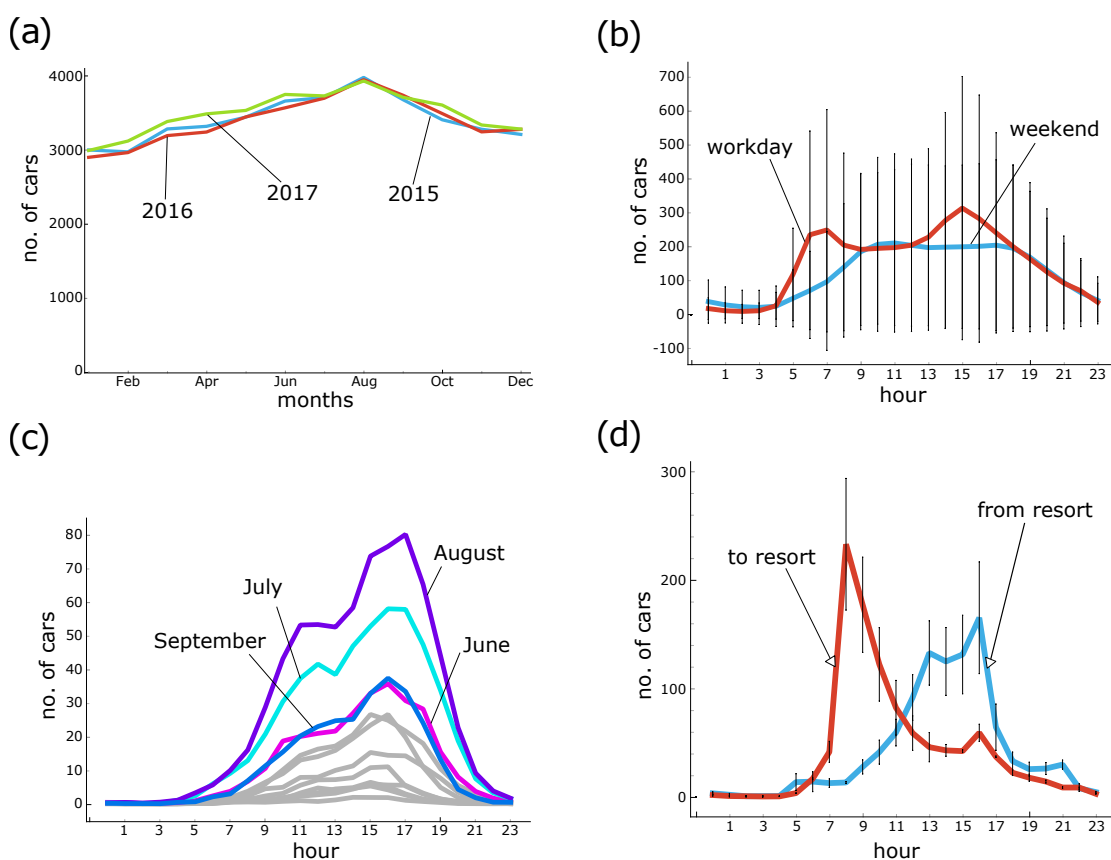 (a)
4000
3000
2000
1000
0
no. of cars
2016
2017
2015
Feb Apr Jun Aug Oct Dec
months
(b)
700
600
500
400
300
200
100
0
-100
no. of cars
workday
weekend
1 3 5 7 9 11 13 15 17 19 21 23
hour
(c)
80
70
60
50
40
30
20
10
0
no. of cars
August
July
September
June
1 3 5 7 9 11 13 15 17 19 21 23
hour
(d)
300
200
100
0
no. of cars
to resort
from resort
1 3 5 7 9 11 13 15 17 19 21 23
hour